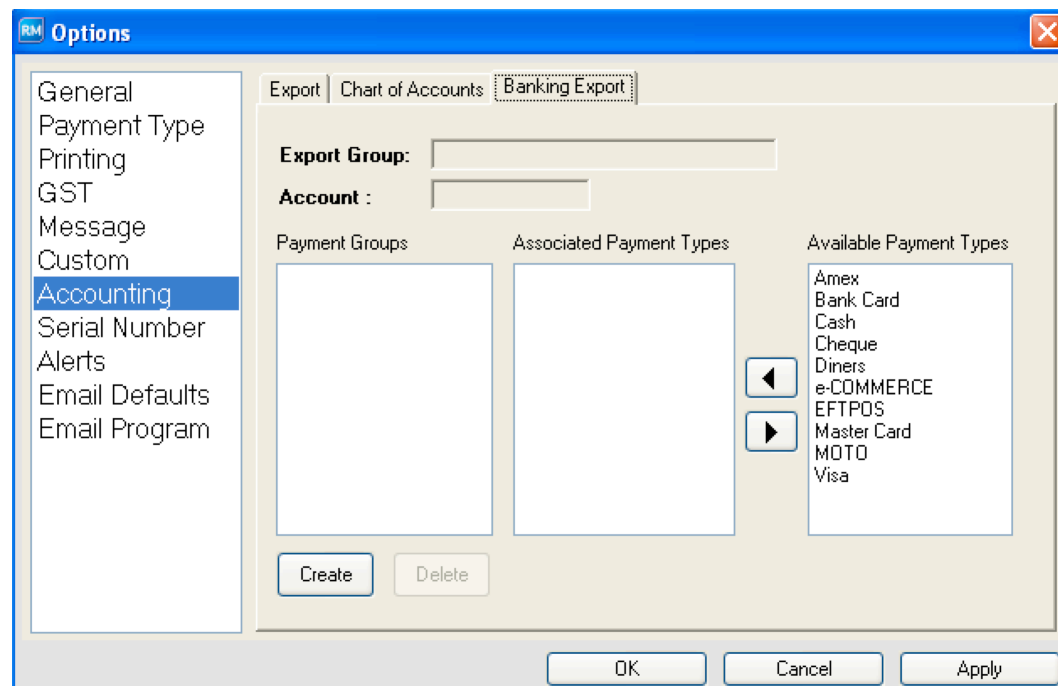 RM Options
General
Payment Type
Printing
GST
Message
Custom
Accounting
Serial Number
Alerts
Email Defaults
Email Program
Export Chart of Accounts Banking Export
Export Group:
Account :
Payment Groups Associated Payment Types Available Payment Types
Amex
Bank Card
Cash
Cheque
Diners
e-COMMERCE
EFTPOS
Master Card
MOTO
Visa
Create Delete
OK Cancel Apply